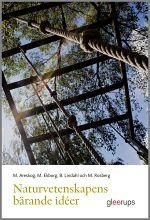 M. Areskog, M. Ekborg, B. Lindahl och M. Rosberg
Naturvetenskapens
bärande idéer
gleerups